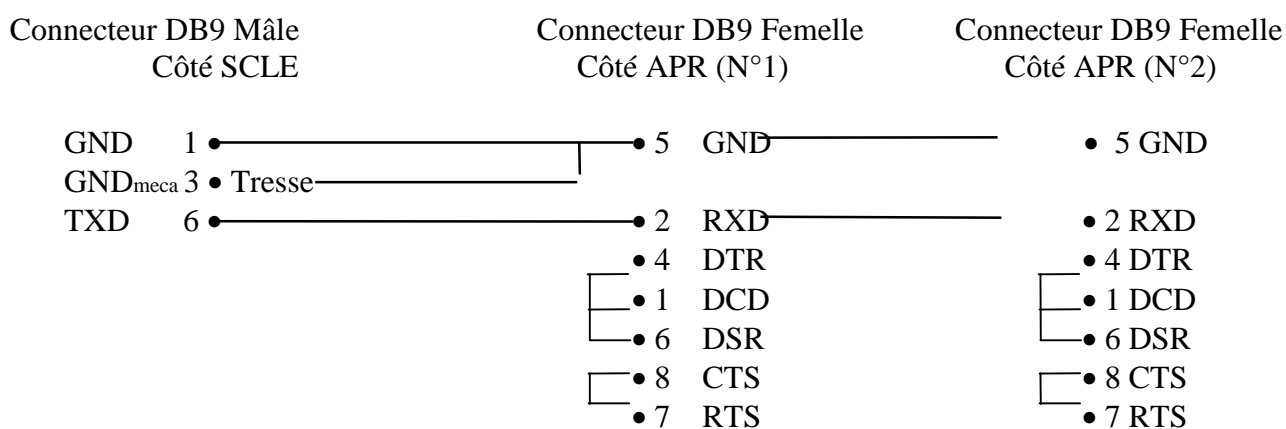 Connecteur DB9 Mâle Connecteur DB9 Femelle Connecteur DB9 Femelle
Côté SCLE Côté APR (N°1) Côté APR (N°2)
GND 1 • • 5 GND • 5 GND
GNDmeca 3 • Tresse
TXD 6 • • 2 RXD • 2 RXD
• 4 DTR • 4 DTR
• 1 DCD • 1 DCD
• 6 DSR • 6 DSR
• 8 CTS • 8 CTS
• 7 RTS • 7 RTS